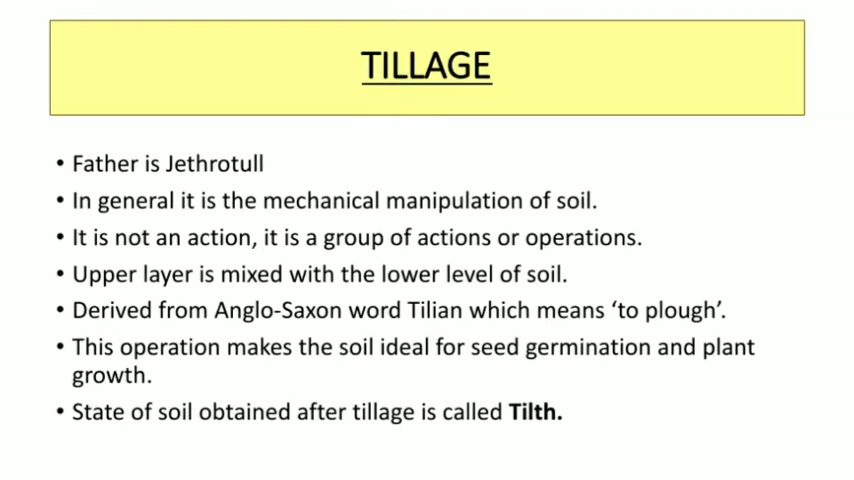 TILLAGE
• Father is Jethrotull
• In general it is the mechanical manipulation of soil.
• It is not an action, it is a group of actions or operations.
• Upper layer is mixed with the lower level of soil.
• Derived from Anglo-Saxon word Tilian which means ‘to plough’.
• This operation makes the soil ideal for seed germination and plant
growth.
• State of soil obtained after tillage is called Tilth.